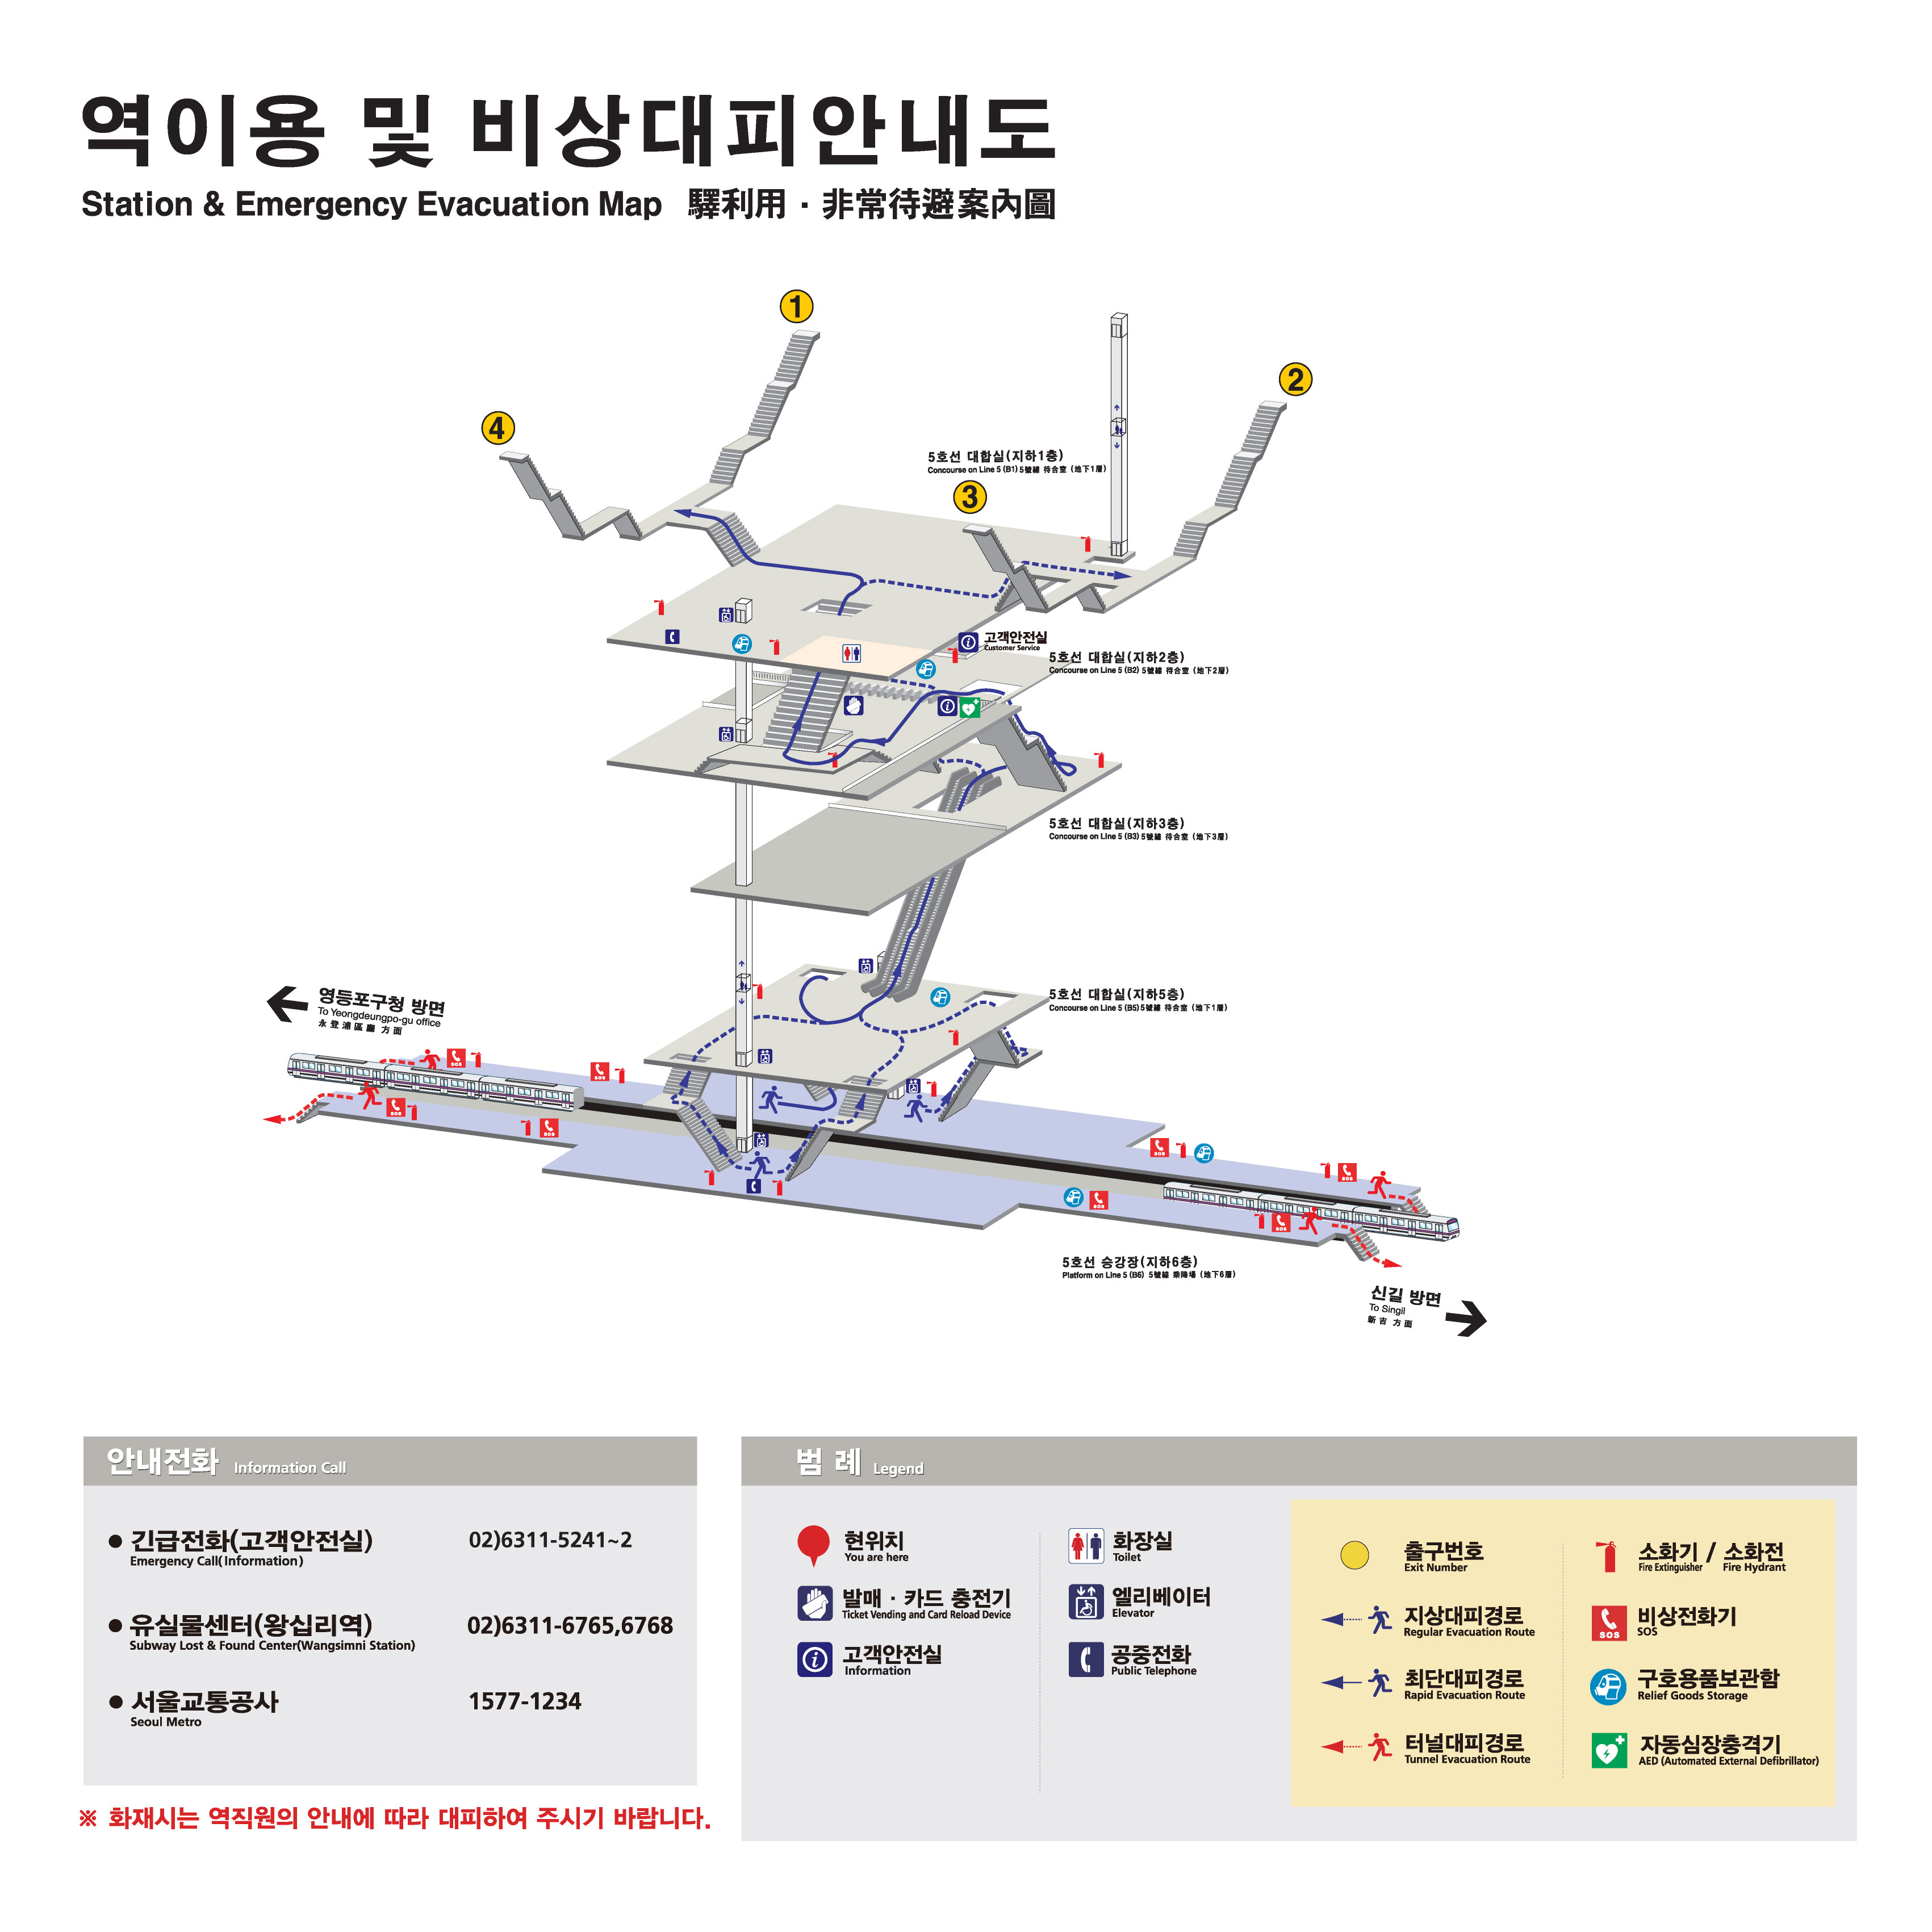 역이용 및 비상대피안내도
Station & Emergency Evacuation Map 驛利用 · 非常待避案內圖
1
2
4
5호선 대합실(지하1층)
Concourse on Line 5 (B1) 5號線 待合室 (地下1層)
3
고객안전실
Customer Service
5호선 대합실(지하2층)
Concourse on Line 5 (B2) 5號線 待合室 (地下2層)
5호선 대합실(지하3층)
Concourse on Line 5 (B3) 5號線 待合室 (地下3層)
영등포구청 방면
To Yeongdeungpo-gu office
永登浦區廳 方面
5호선 대합실(지하5층)
Concourse on Line 5 (B5) 5號線 待合室 (地下1層)
SOS
SOS
SOS
SOS
SOS
SOS
SOS
SOS
5호선 승강장(지하6층)
Platform on Line 5 (B6) 5號線 乘降場 (地下6層)
신길 방면
To Singil
新吉 方面
안내전화 Information Call
긴급전화(고객안전실) 02)6311-5241~2
Emergency Call(Information)
유실물센터(왕십리역) 02)6311-6765,6768
Subway Lost & Found Center(Wangsimni Station)
서울교통공사 1577-1234
Seoul Metro
※ 화재시는 역직원의 안내에 따라 대피하여 주시기 바랍니다.
범 례 Legend
현위치
You are here
발매 · 카드 충전기
Ticket Vending and Card Reload Device
고객안전실
Information
화장실
Toilet
엘리베이터
Elevator
공중전화
Public Telephone
출구번호
Exit Number
지상대피경로
Regular Evacuation Route
최단대피경로
Rapid Evacuation Route
터널대피경로
Tunnel Evacuation Route
소화기 / 소화전
Fire Extinguisher Fire Hydrant
SOS
비상전화기
SOS
구호용품보관함
Relief Goods Storage
자동심장충격기
AED (Automated External Defibrillator)